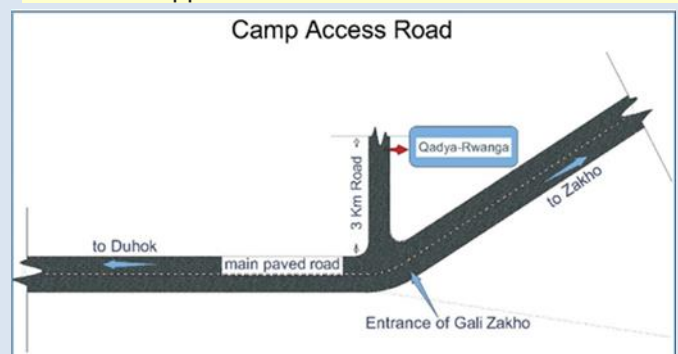 Camp Access Road
Qadya-Rwanga
3 Km Road
to Zakho
to Duhok
main paved road
Entrance of Gali Zakho